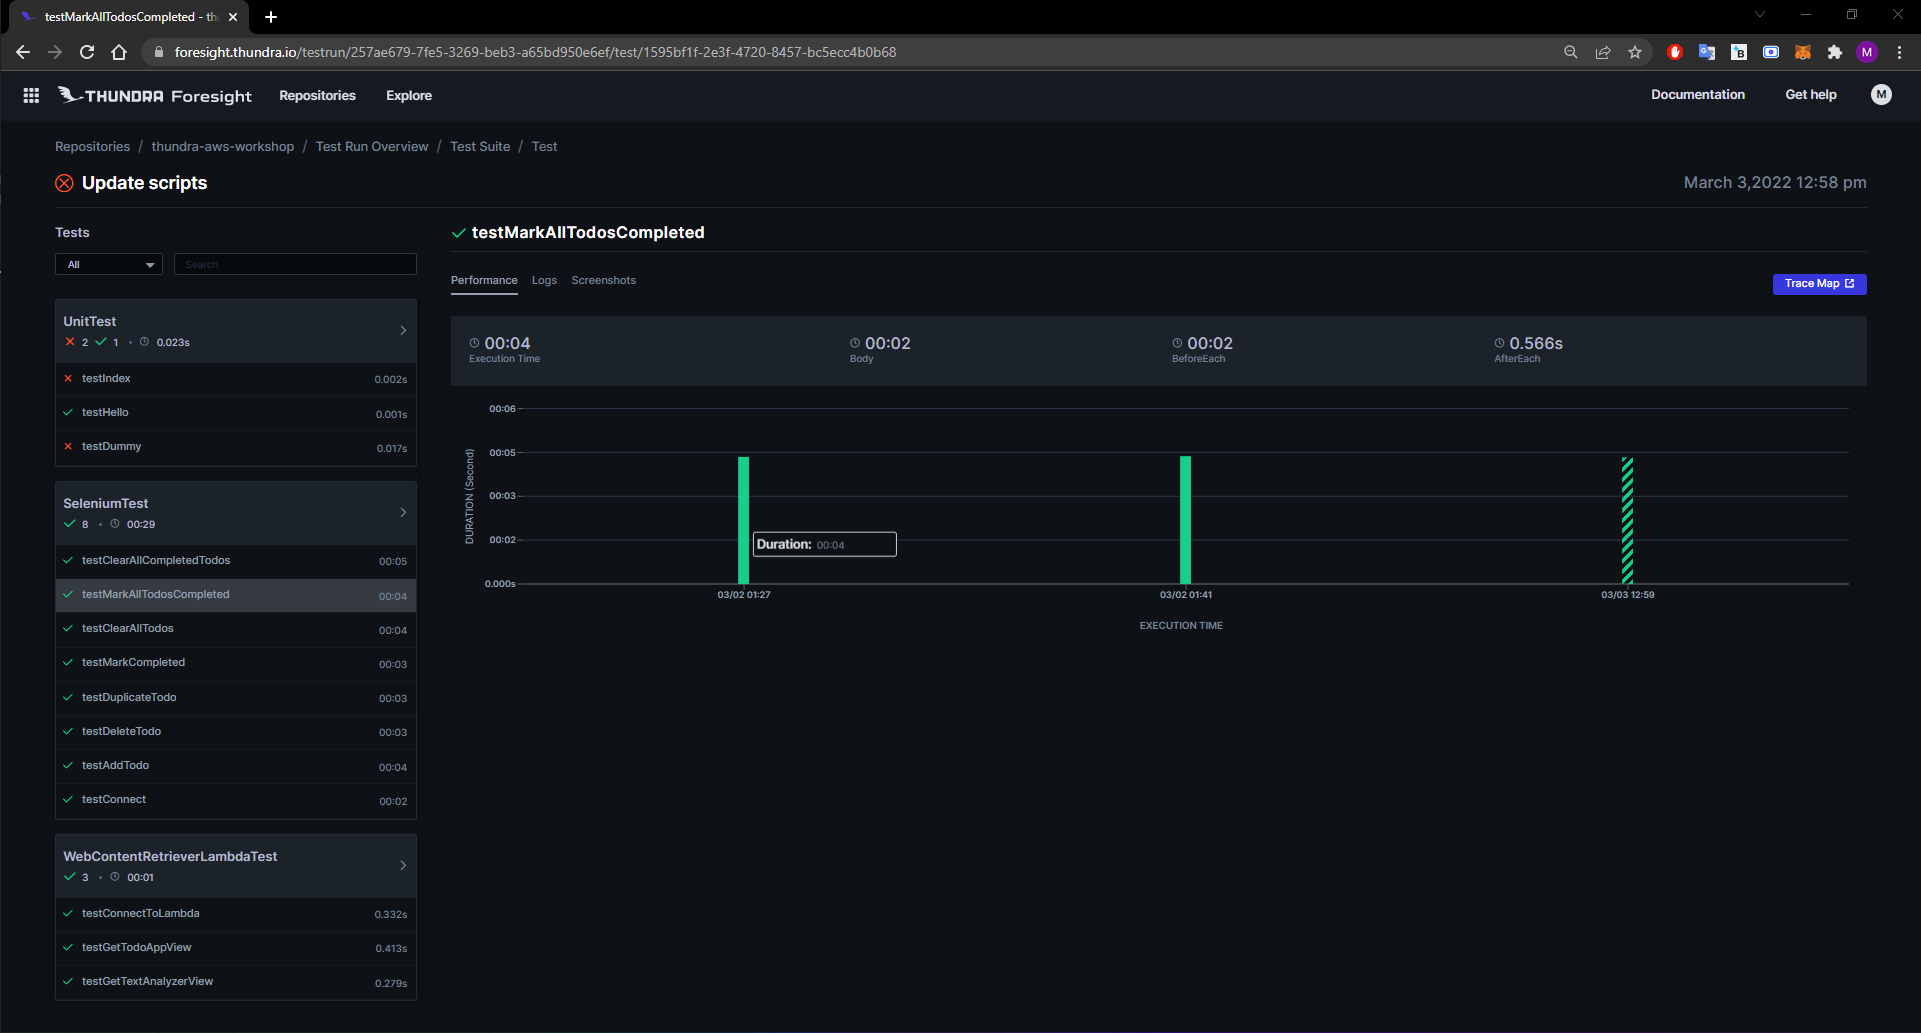 testMarkAllTodosCompleted - th
foresight.thundra.io/testrun/257ae679-7fe5-3269-beb3-a65bd950e6ef/test/1595bf1f-2e3f-4720-8457-bc5ecc4b0b68
M
THUNDRA Foresight Repositories Explore Documentation Get help M
Repositories / thundra-aws-workshop / Test Run Overview / Test Suite / Test
Update scripts
March 3,2022 12:58 pm
Tests
All
Search
UnitTest
2 1 • 0.023s
testIndex 0.002s
testHello 0.001s
testDummy 0.017s
SeleniumTest
8 • 00:29
testClearAllCompletedTodos 00:05
testMarkAllTodosCompleted 00:04
testClearAllTodos 00:04
testMarkCompleted 00:03
testDuplicateTodo 00:03
testDeleteTodo 00:03
testAddTodo 00:04
testConnect 00:02
WebContentRetrieverLambdaTest
3 • 00:01
testConnectToLambda 0.332s
testGetTodoAppView 0.413s
testGetTextAnalyzerView 0.279s
testMarkAllTodosCompleted
Performance Logs Screenshots
Trace Map
00:04 00:02 00:02 0.566s
Execution Time Body BeforeEach AfterEach
DURATION (Second)
00:06
00:05
00:03
00:02
0.000s
Duration: 00:04
03/02 01:27 03/02 01:41 03/03 12:59
EXECUTION TIME